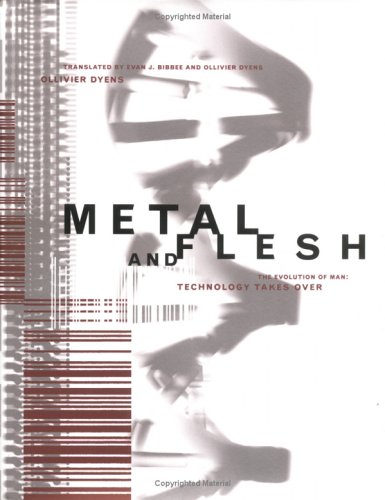 Copyrighted Material
TRANSLATED BY EVAN J. BIBBEE AND OLLIVIER DYENS
OLLIVIER DYENS
METAL
AND FLESH
THE EVOLUTION OF MAN:
TECHNOLOGY TAKES OVER
Copyrighted Material